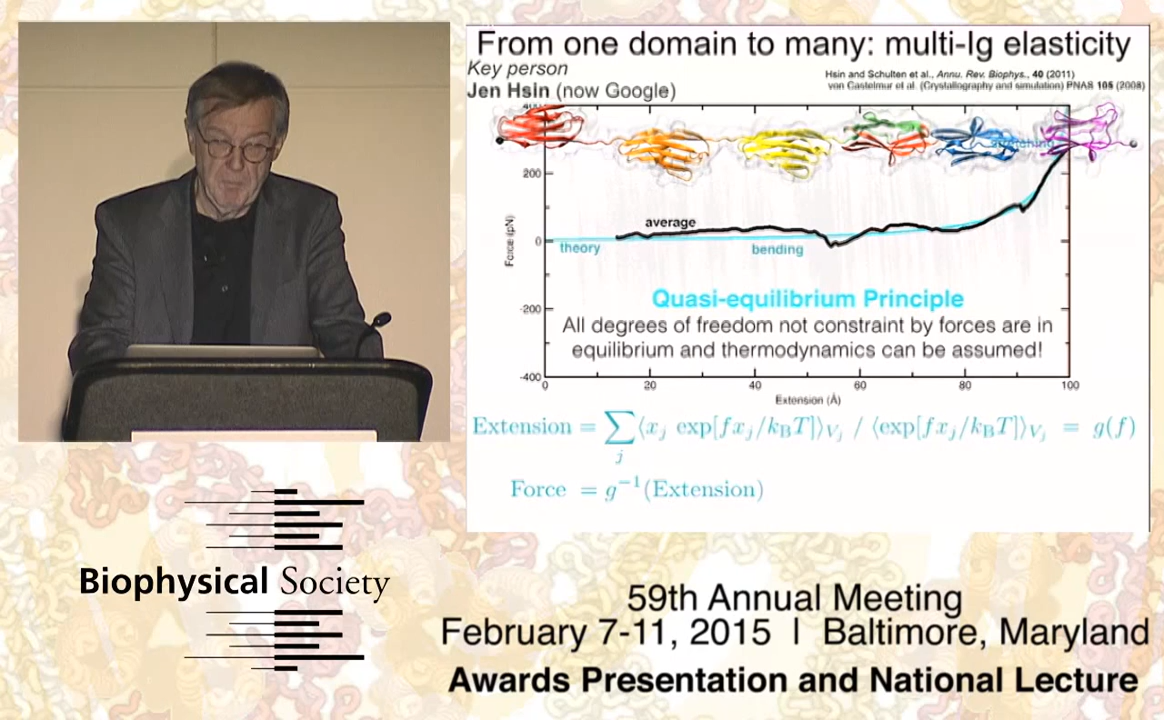 From one domain to many: multi-Ig elasticity
Key person
Hsin and Schulten et al., Annu. Rev. Biophys., 40 (2011)
Jen Hsin (now Google)
von Castelmur et al. (Crystallography and simulation) PNAS 105 (2008)
400
stretching
200
average
0
theory
bending
Force (pN)
Quasi-equilibrium Principle
-200
All degrees of freedom not constraint by forces are in
equilibrium and thermodynamics can be assumed!
-400
0 20 40 60 80 100
Extension (Å)
Extension = ∑_j ⟨x_j exp[fx_j/k_BT]⟩_{V_j} / ⟨exp[fx_j/k_BT]⟩_{V_j} = g(f)
Force = g⁻¹(Extension)
Biophysical Society
59th Annual Meeting
February 7-11, 2015 | Baltimore, Maryland
Awards Presentation and National Lecture